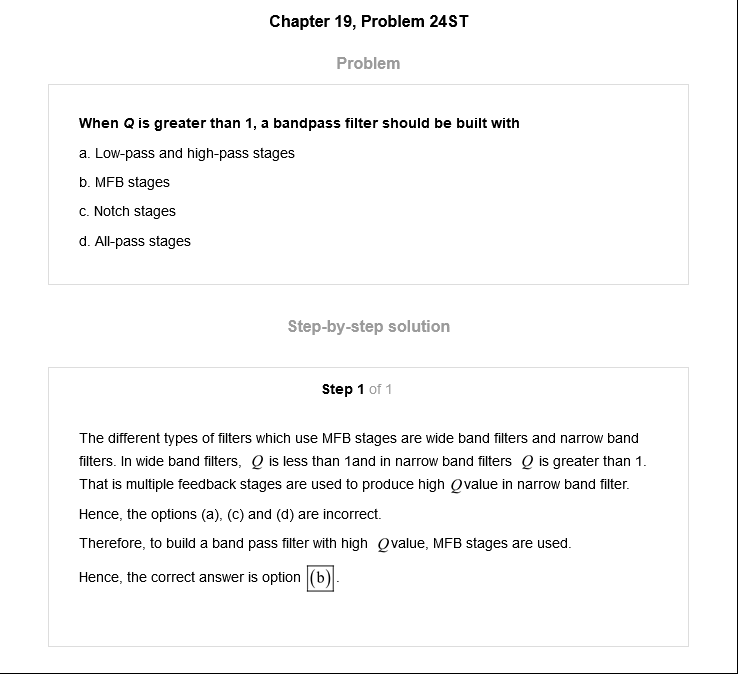 Chapter 19, Problem 24ST
Problem
When Q is greater than 1, a bandpass filter should be built with
a. Low-pass and high-pass stages
b. MFB stages
c. Notch stages
d. All-pass stages
Step-by-step solution
Step 1 of 1
The different types of filters which use MFB stages are wide band filters and narrow band
filters. In wide band filters, Q is less than 1and in narrow band filters Q is greater than 1.
That is multiple feedback stages are used to produce high Qvalue in narrow band filter.
Hence, the options (a), (c) and (d) are incorrect.
Therefore, to build a band pass filter with high Qvalue, MFB stages are used.
Hence, the correct answer is option (b).